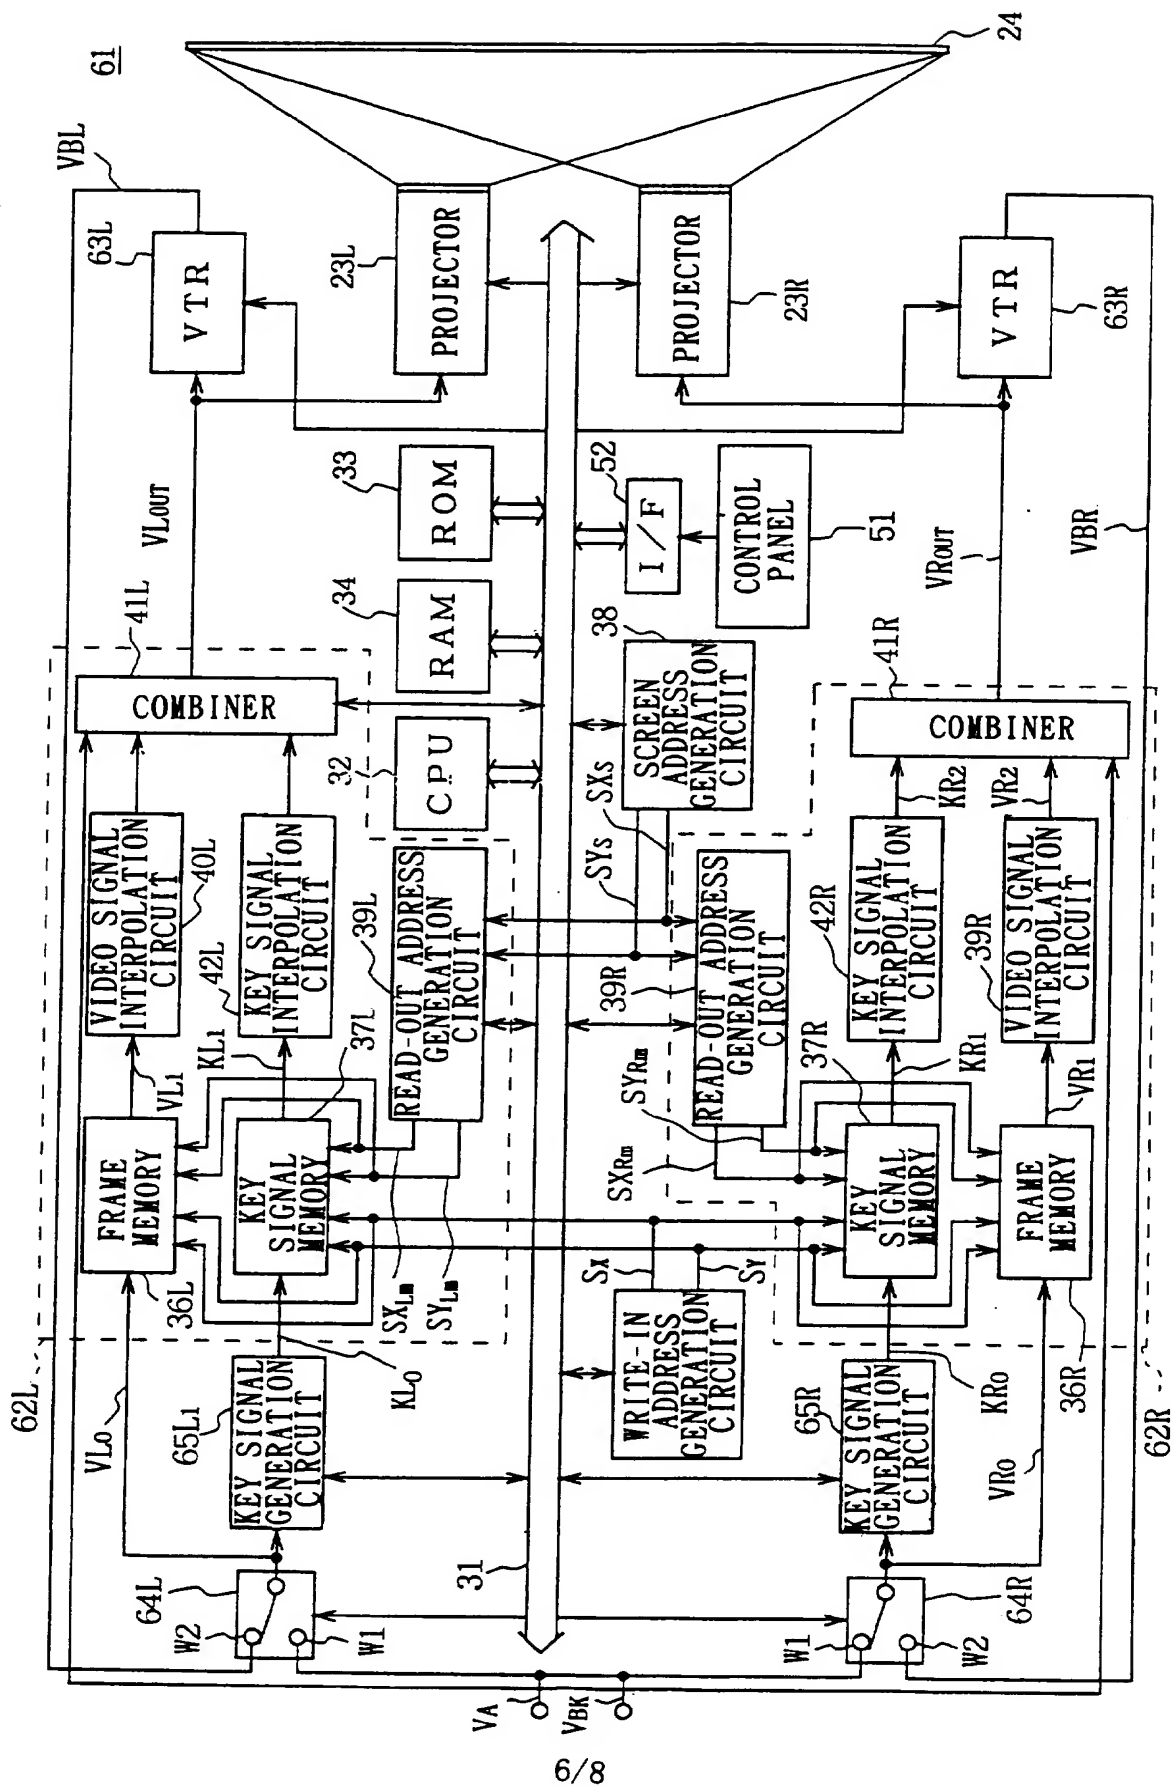 61
24
VBL
63L
VTR
23L
PROJECTOR
PROJECTOR
23R
VTR
63R
VLOUT
33
ROM
52
I/F
CONTROL
PANEL
51
VROUT
VBR
41L
COMBINER
34
RAM
38
SCREEN
ADDRESS
GENERATION
CIRCUIT
41R
COMBINER
32
CPU
SXS
SYS
KR2
VR2
VIDEO SIGNAL
INTERPOLATION
CIRCUIT
40L
42L
KEY SIGNAL
INTERPOLATION
CIRCUIT
39L
READ-OUT ADDRESS
GENERATION
CIRCUIT
39R
READ-OUT ADDRESS
GENERATION
CIRCUIT
42R
KEY SIGNAL
INTERPOLATION
CIRCUIT
39R
VIDEO SIGNAL
INTERPOLATION
CIRCUIT
VL1
KL1
37L
SYRm
SXRm
37R
KR1
VR1
FRAME
MEMORY
36L
KEY
SIGNAL
MEMORY
SXLm
SYLm
SX
SY
KEY
SIGNAL
MEMORY
FRAME
MEMORY
36R
62L
VL0
65L1
KEY SIGNAL
GENERATION
CIRCUIT
KL0
WRITE-IN
ADDRESS
GENERATION
CIRCUIT
65R
KEY SIGNAL
GENERATION
CIRCUIT
KR0
VR0
62R
64L
W2
W1
31
W1
W2
64R
VA
VBK
9/8